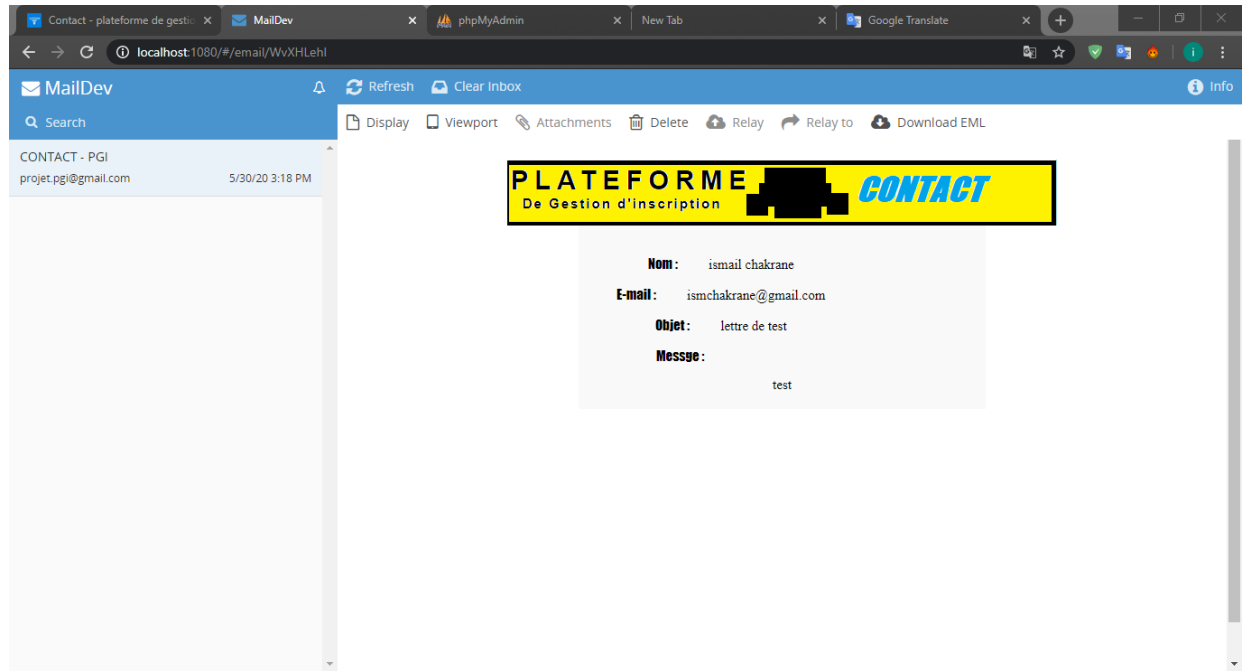 Contact - plateforme de gestic
MailDev
phpMyAdmin
New Tab
Google Translate
localhost:1080/#/email/WvXHLehI
i
MailDev
Refresh
Clear Inbox
Info
Search
Display
Viewport
Attachments
Delete
Relay
Relay to
Download EML
CONTACT - PGI
projet.pgi@gmail.com 5/30/20 3:18 PM
PLATEFORME
De Gestion d'inscription
CONTACT
Nom : ismail chakrane
E-mail : ismchakrane@gmail.com
Objet : lettre de test
Messge :
test